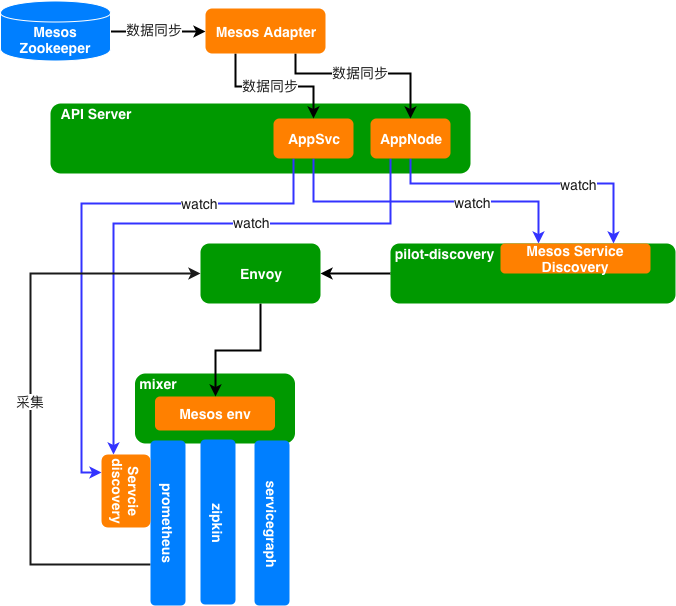 Mesos
Zookeeper
数据同步
Mesos Adapter
数据同步
数据同步
API Server
AppSvc
AppNode
watch
watch
watch
watch
pilot-discovery
Mesos Service
Discovery
Envoy
mixer
Mesos env
采集
Servcie
discovery
prometheus
zipkin
servicegraph